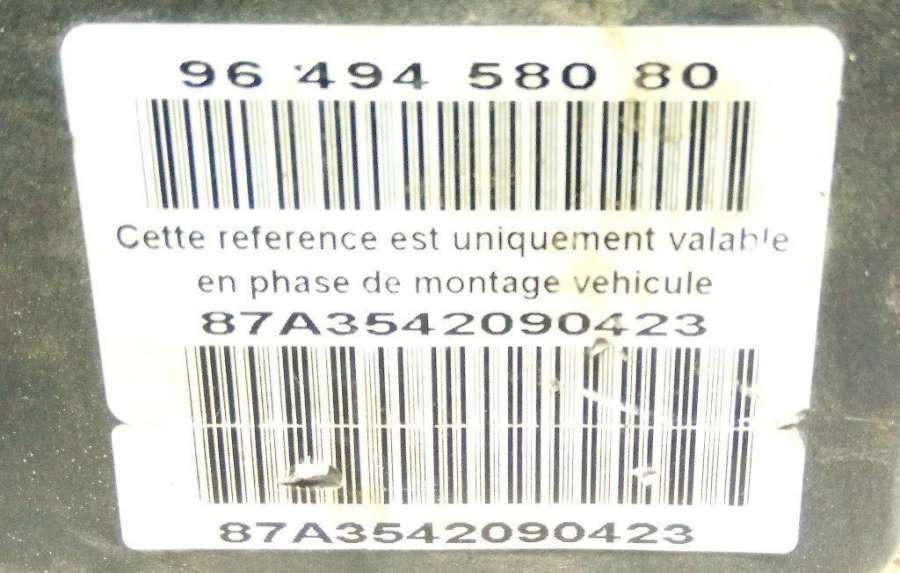 96 494 580 80
Cette reference est uniquement valable
en phase de montage vehicule
87A3542090423
87A3542090423